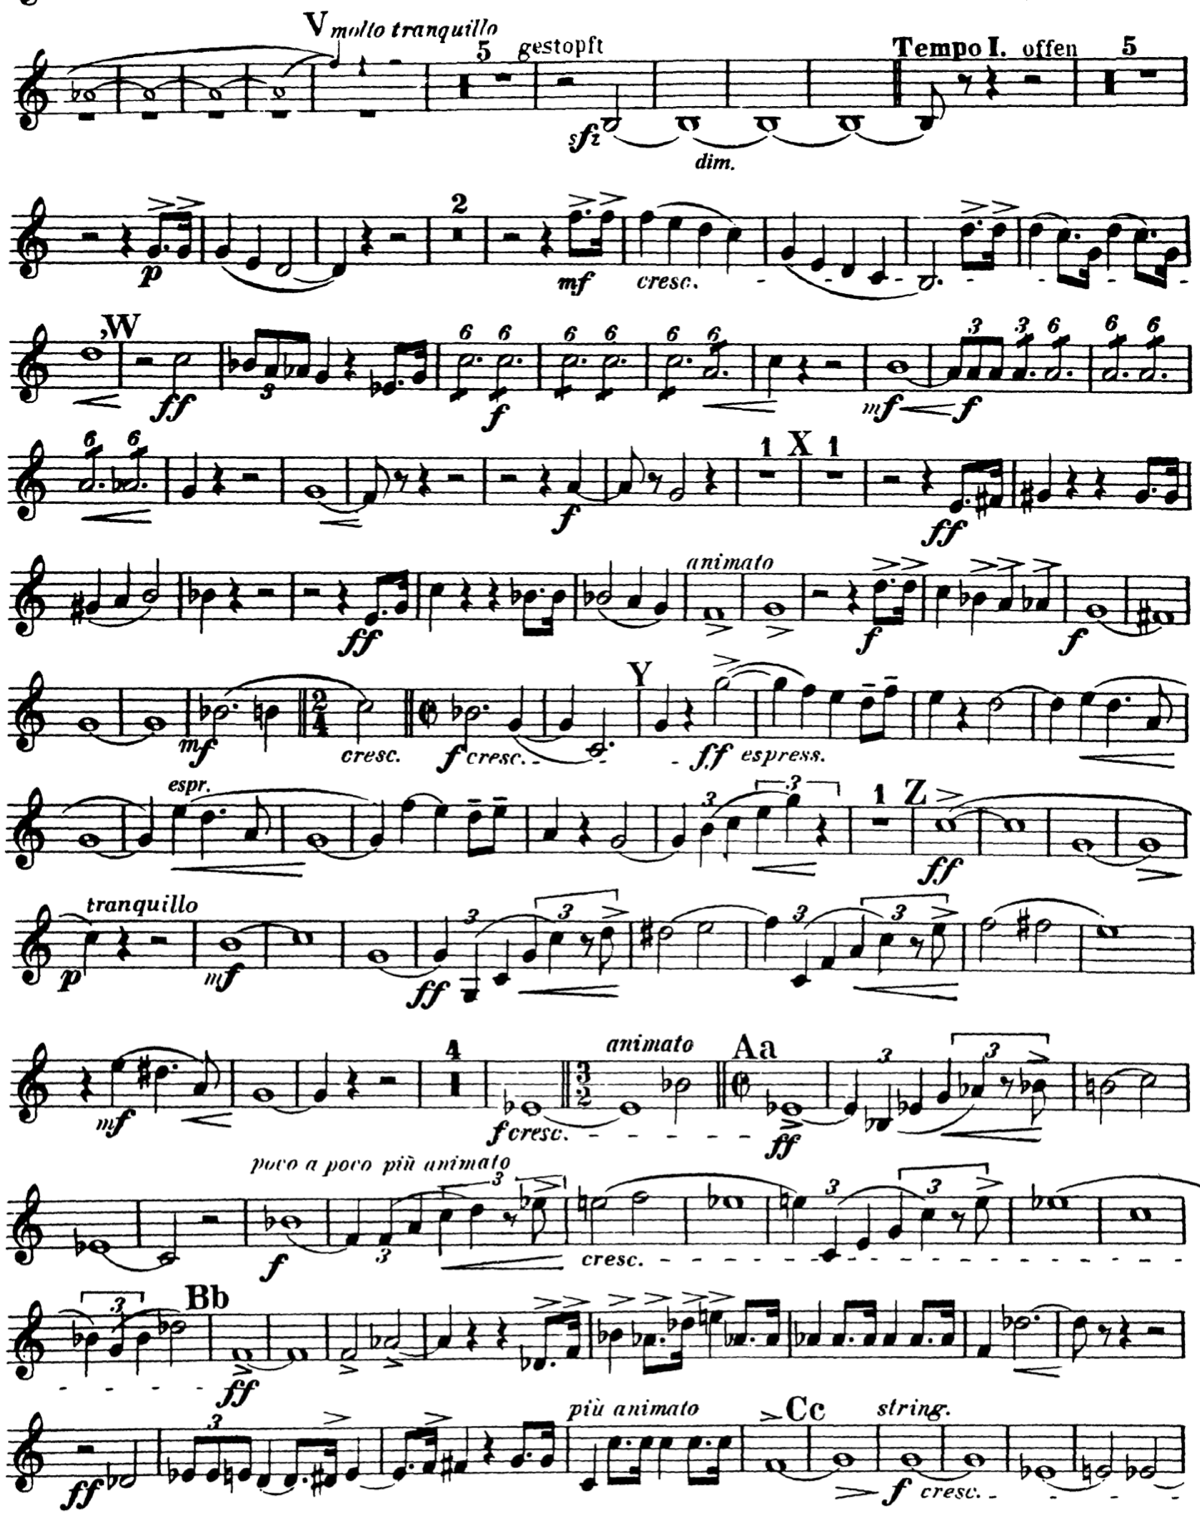 V molto tranquillo
5 gestopft Tempo I. offen 5
sfz dim.
2
p mf cresc.
,W 6 6 6 6 6 6 3 3 6 6 6
3
ff f mf f
6 6 1 X 1
f ff
animato
ff f f
Y
2 4
mf cresc. f cresc. ff espress.
espr. 3 3 1 Z
ff
tranquillo
3 3 3 3
p mf ff
4 animato Aa
3 2
3 3
mf f cresc. ff
poco a poco più animato
3 3 3 3
f cresc.
3 Bb
ff
più animato Cc string.
3
ff f cresc.